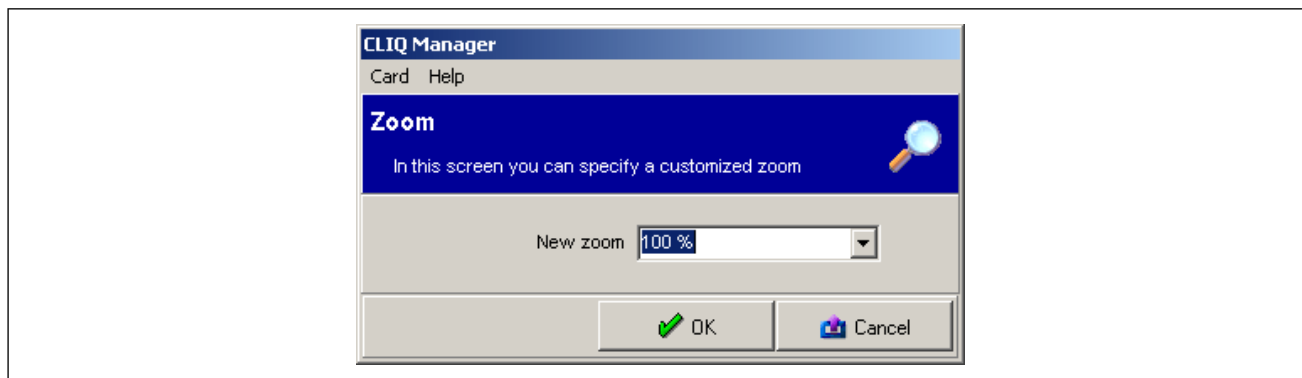 CLIQ Manager
Card Help
Zoom
In this screen you can specify a customized zoom
New zoom 100 %
OK Cancel